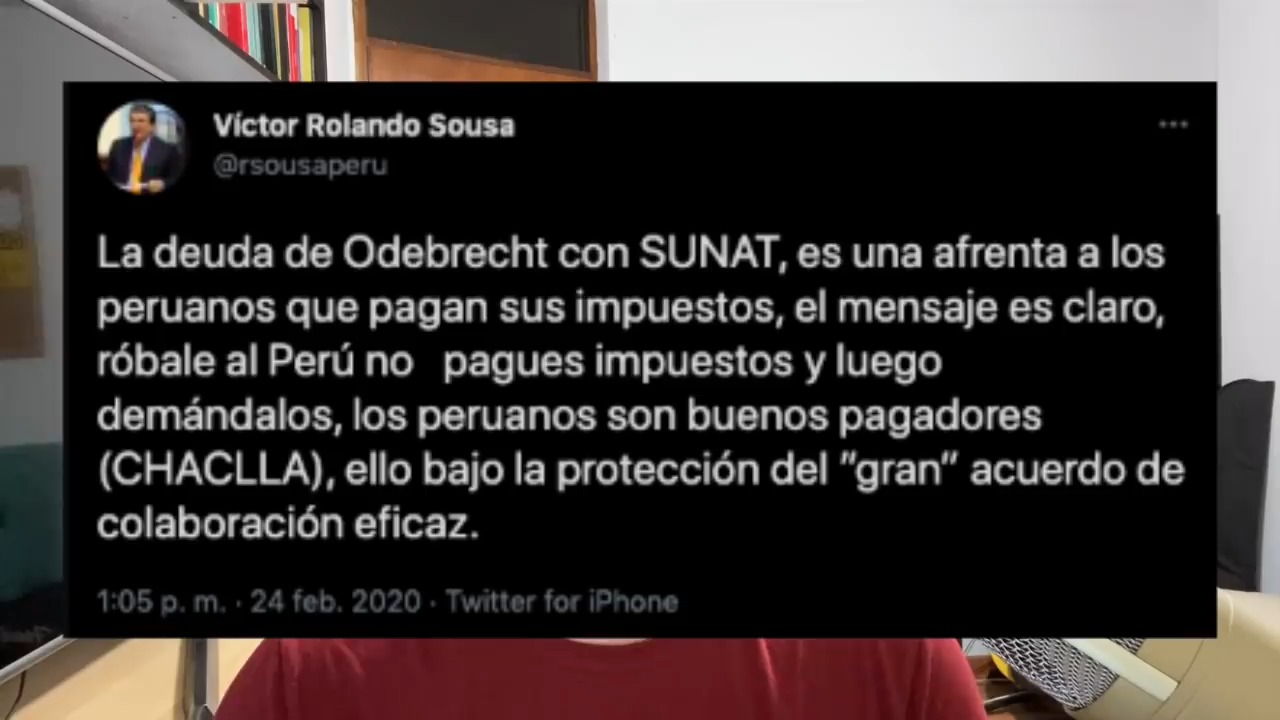 Víctor Rolando Sousa
@rsousaperu
La deuda de Odebrecht con SUNAT, es una afrenta a los
peruanos que pagan sus impuestos, el mensaje es claro,
róbale al Perú no pagues impuestos y luego
demándalos, los peruanos son buenos pagadores
(CHACLLA), ello bajo la protección del "gran" acuerdo de
colaboración eficaz.
1:05 p. m. · 24 feb. 2020 · Twitter for iPhone